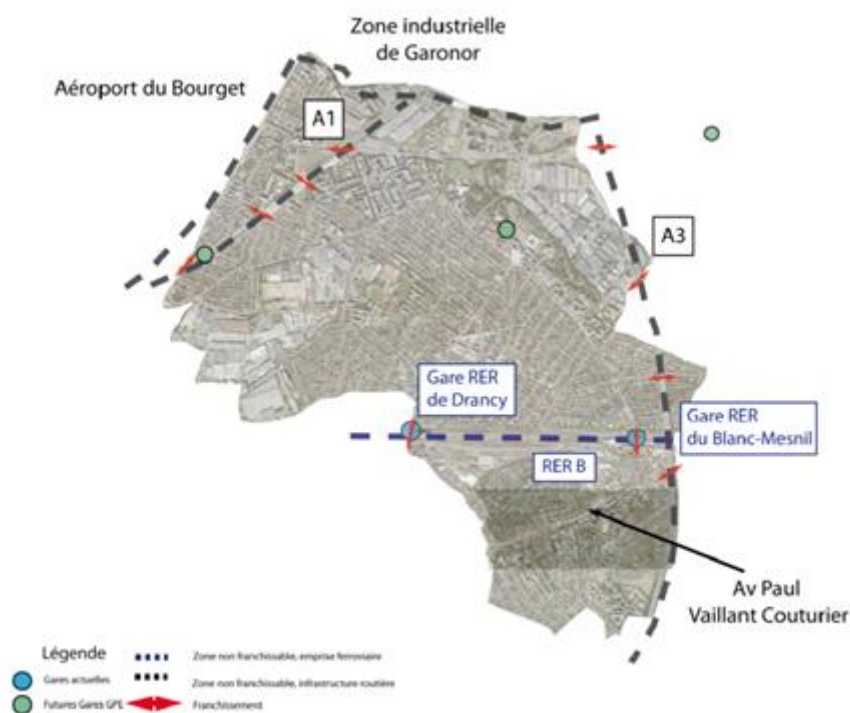 Zone industrielle
de Garonor
Aéroport du Bourget
A1
A3
Gare RER
de Drancy
Gare RER
du Blanc-Mesnil
RER B
Av Paul
Vaillant Couturier
Légende
Gares actuelles
Futures Gares GPE
Zone non franchissable, emprise ferroviaire
Zone non franchissable, infrastructure routière
Franchissement